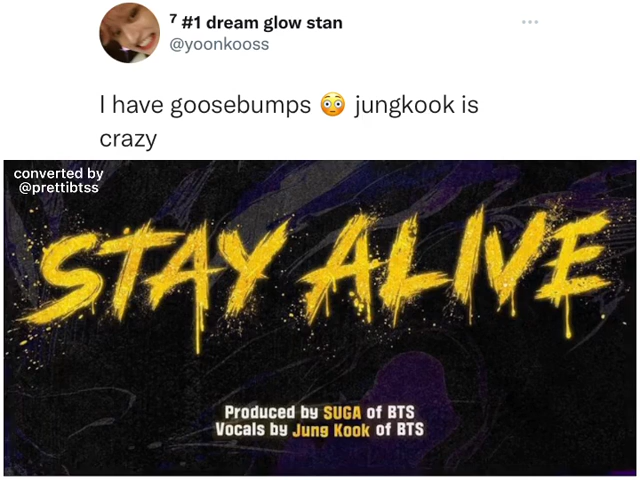 ⁷ #1 dream glow stan
@yoonkooss
I have goosebumps 😳 jungkook is
crazy
converted by
@prettibtss
STAY ALIVE
Produced by SUGA of BTS
Vocals by Jung Kook of BTS